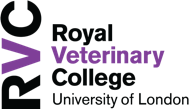 RVC
Royal
Veterinary
College
University of London